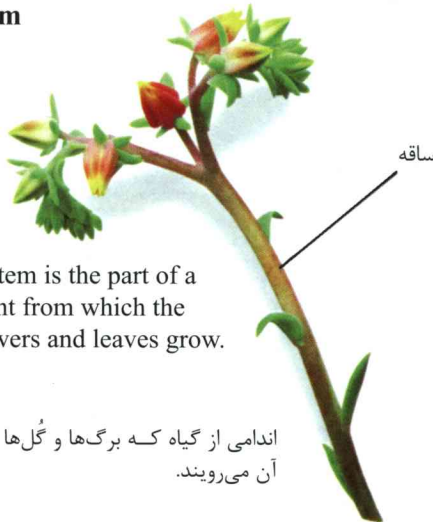 m
ساقه
tem is the part of a
nt from which the
vers and leaves grow.
اندامی از گیاه که برگ‌ها و گُل‌ها
آن می‌رویند.